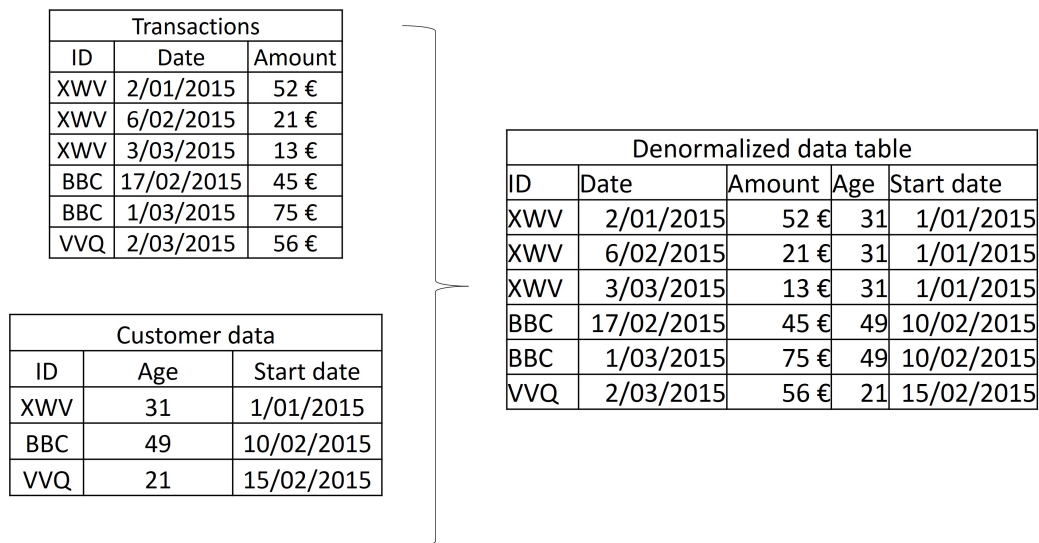 Transactions
ID Date Amount
XWV 2/01/2015 52 €
XWV 6/02/2015 21 €
XWV 3/03/2015 13 €
BBC 17/02/2015 45 €
BBC 1/03/2015 75 €
VVQ 2/03/2015 56 €
Customer data
ID Age Start date
XWV 31 1/01/2015
BBC 49 10/02/2015
VVQ 21 15/02/2015
Denormalized data table
ID Date Amount Age Start date
XWV 2/01/2015 52 € 31 1/01/2015
XWV 6/02/2015 21 € 31 1/01/2015
XWV 3/03/2015 13 € 31 1/01/2015
BBC 17/02/2015 45 € 49 10/02/2015
BBC 1/03/2015 75 € 49 10/02/2015
VVQ 2/03/2015 56 € 21 15/02/2015